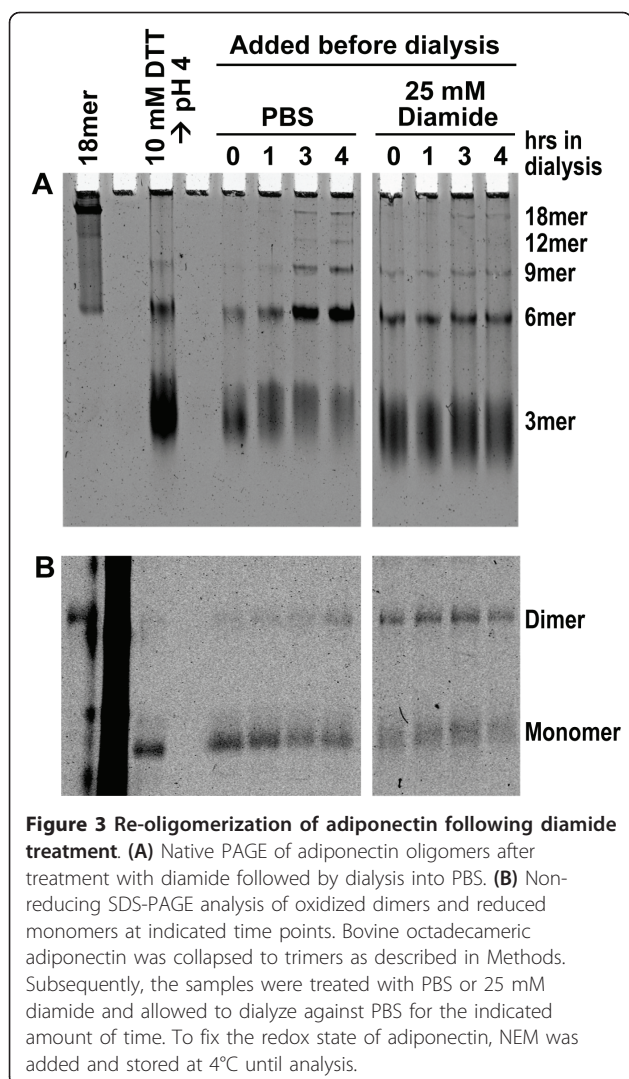 Added before dialysis
18mer
10 mM DTT
→ pH 4
PBS
25 mM
Diamide
0 1 3 4
0 1 3 4
hrs in
dialysis
A
18mer
12mer
9mer
6mer
3mer
B
Dimer
Monomer
Figure 3 Re-oligomerization of adiponectin following diamide
treatment. (A) Native PAGE of adiponectin oligomers after
treatment with diamide followed by dialysis into PBS. (B) Non-
reducing SDS-PAGE analysis of oxidized dimers and reduced
monomers at indicated time points. Bovine octadecameric
adiponectin was collapsed to trimers as described in Methods.
Subsequently, the samples were treated with PBS or 25 mM
diamide and allowed to dialyze against PBS for the indicated
amount of time. To fix the redox state of adiponectin, NEM was
added and stored at 4°C until analysis.